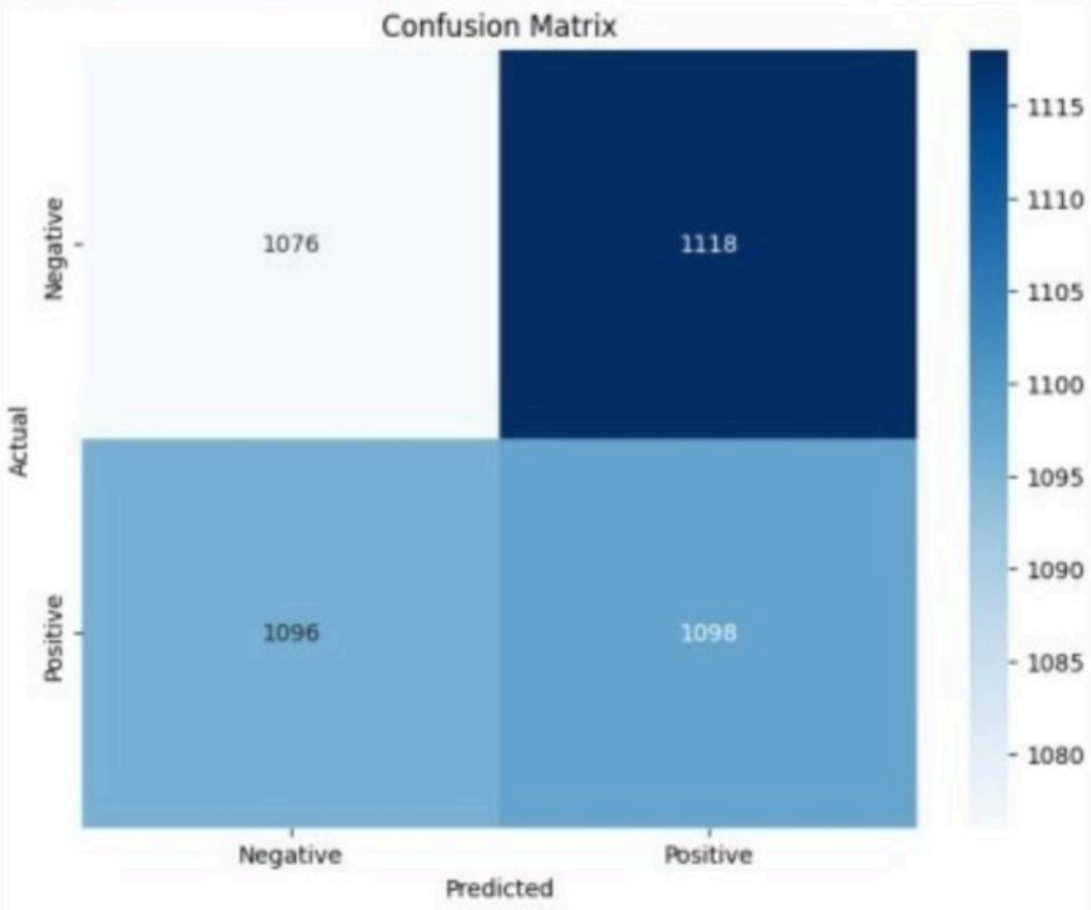 Confusion Matrix
Negative
1076
1118
Actual
Positive
1096
1098
Negative
Positive
Predicted
1115
1110
1105
1100
1095
1090
1085
1080